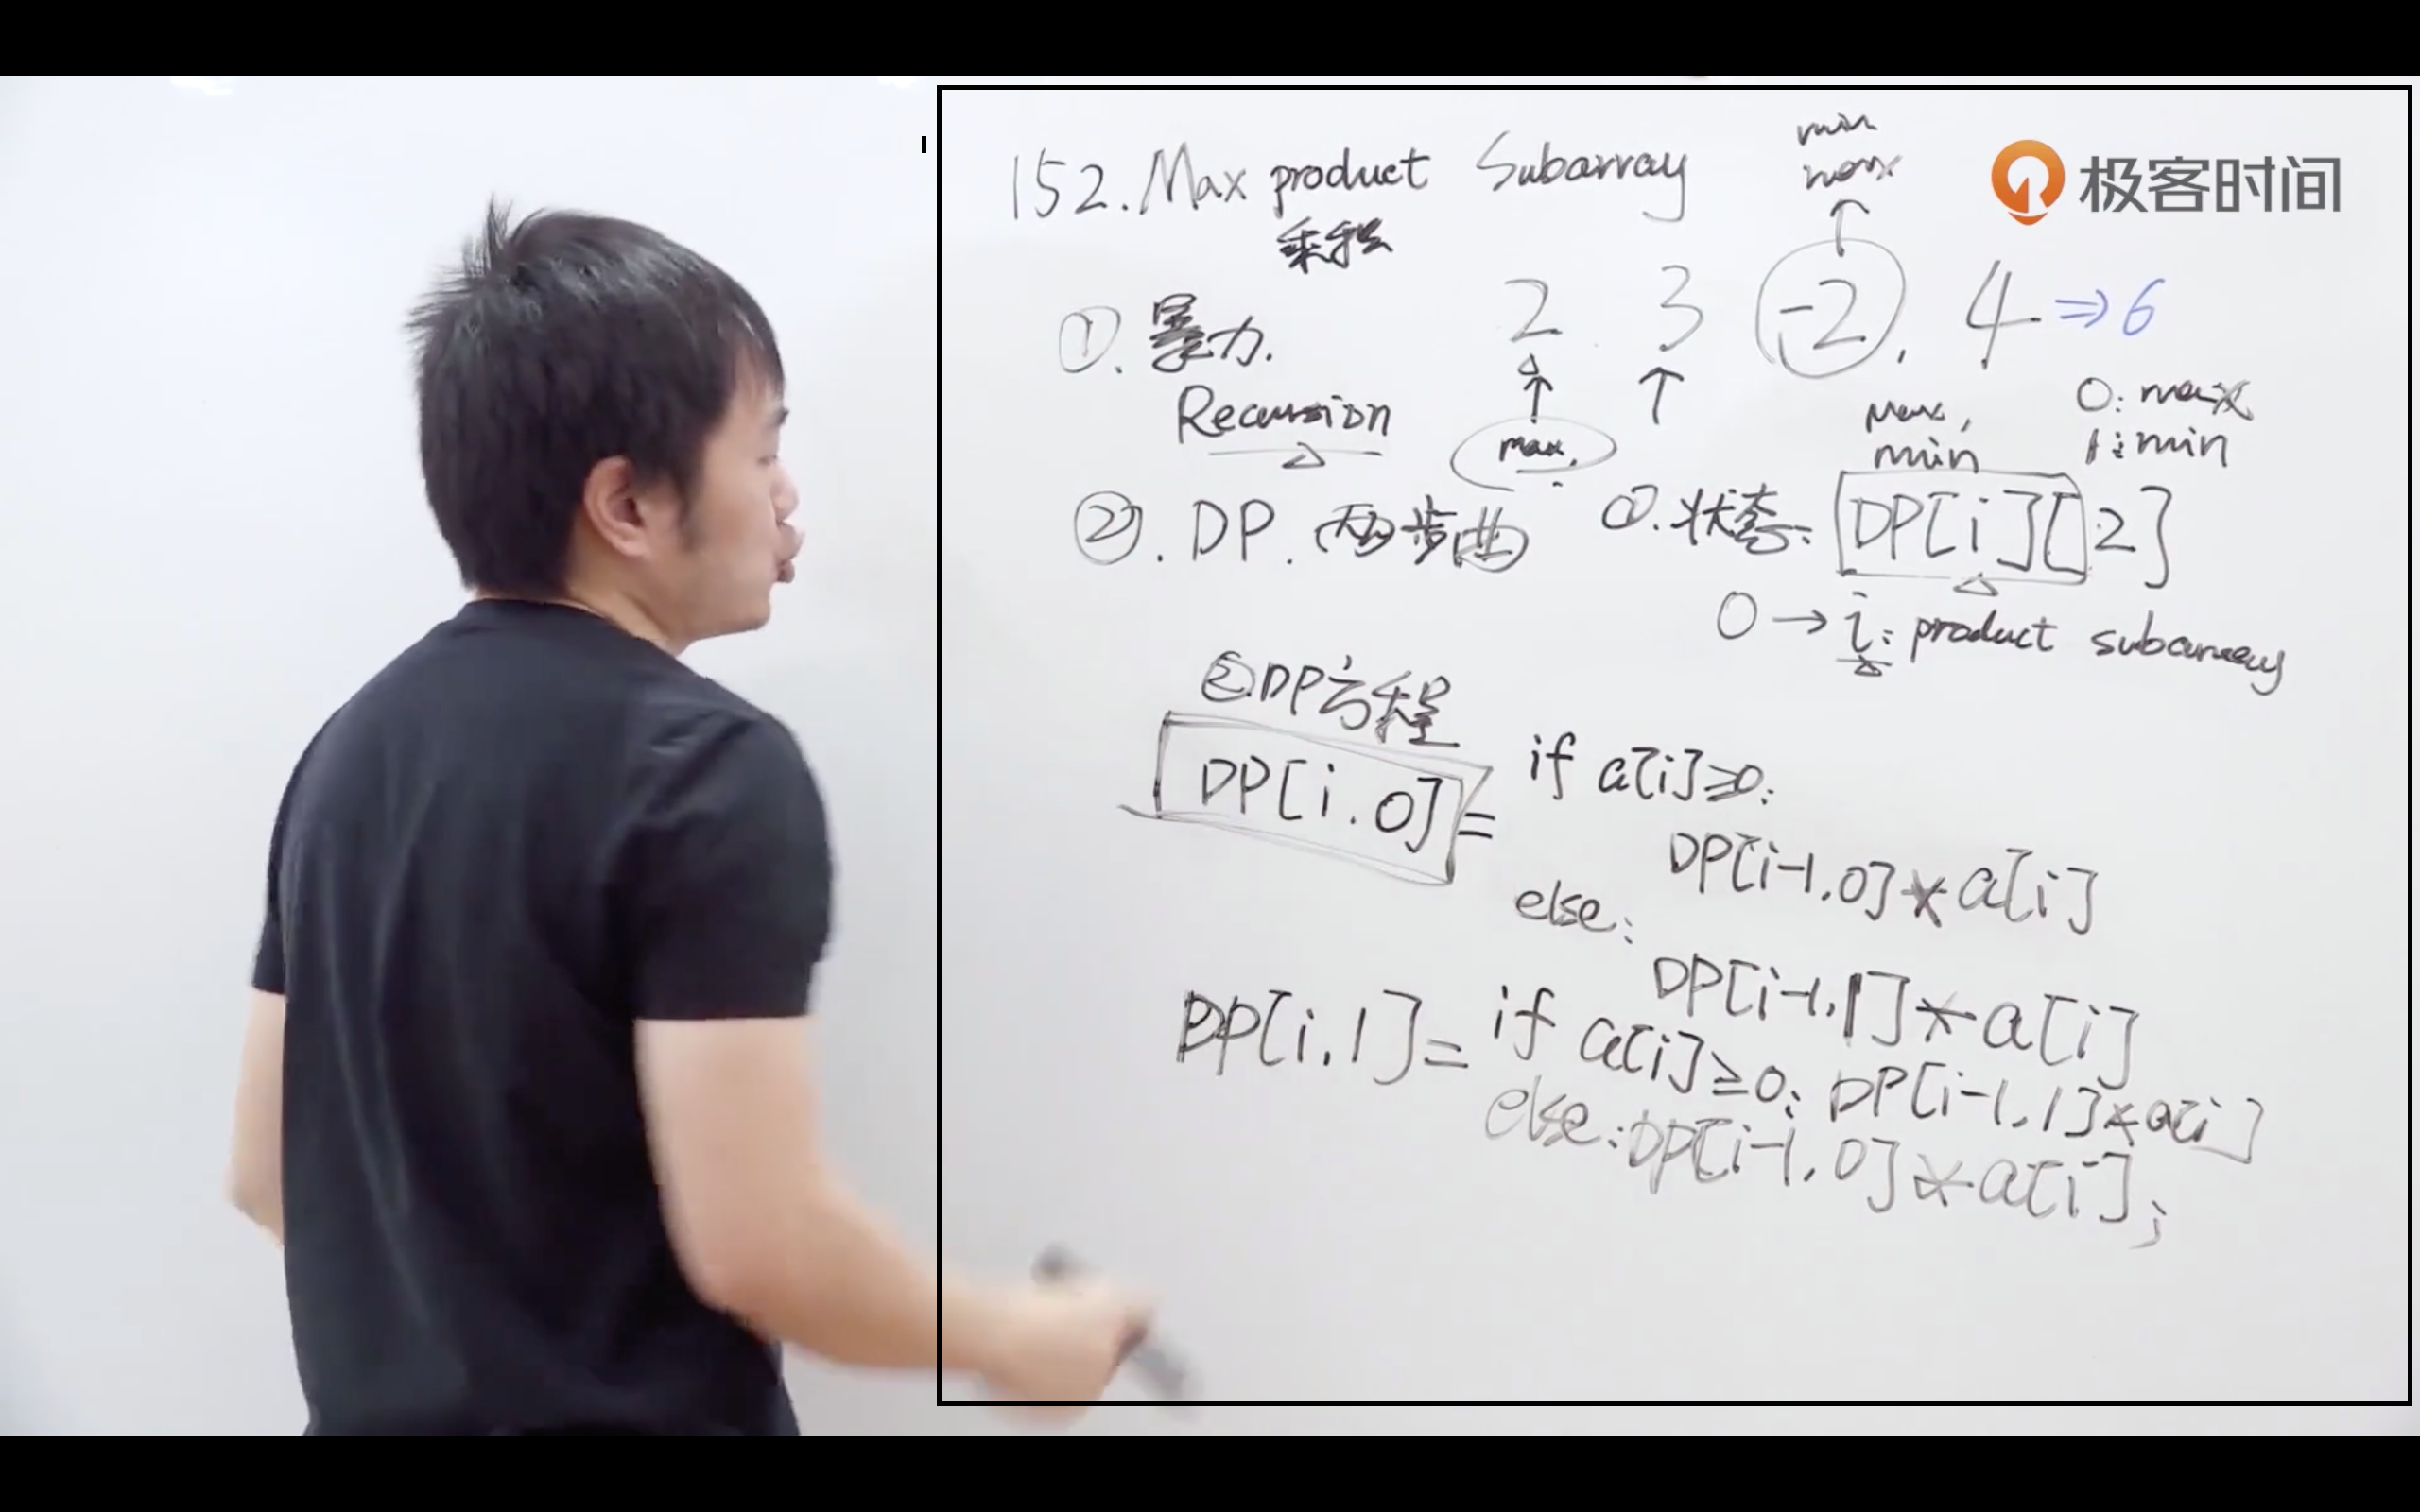 152. Max product Subarray
乘积
min
max
极客时间
①. 暴力.
2 3 -2, 4 => 6
Recursion
max.
max,
min
0: max
1: min
②. DP. 两步曲
①. 状态: DP[i][2]
0 → i: product subarray
②DP方程
DP[i.0]=
if a[i]≥0:
DP[i-1,0]*a[i]
else:
DP[i-1,1]*a[i]
DP[i,1]= if a[i]≥0: DP[i-1,1]*a[i]
else: DP[i-1,0]*a[i];